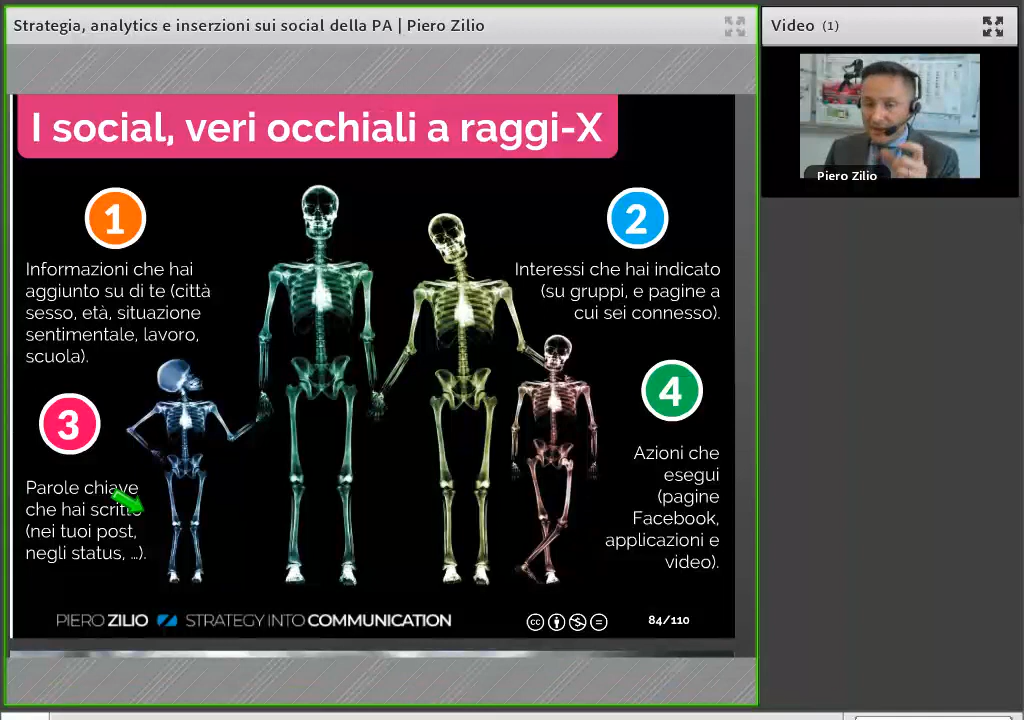 Strategia, analytics e inserzioni sui social della PA | Piero Zilio
Video (1)
Piero Zilio
I social, veri occhiali a raggi-X
1
Informazioni che hai
aggiunto su di te (città
sesso, età, situazione
sentimentale, lavoro,
scuola).
2
Interessi che hai indicato
(su gruppi, e pagine a
cui sei connesso).
3
Parole chiave
che hai scritto
(nei tuoi post,
negli status, ...).
4
Azioni che
esegui
(pagine
Facebook,
applicazioni e
video).
PIERO ZILIO STRATEGY INTO COMMUNICATION
cc
84/110